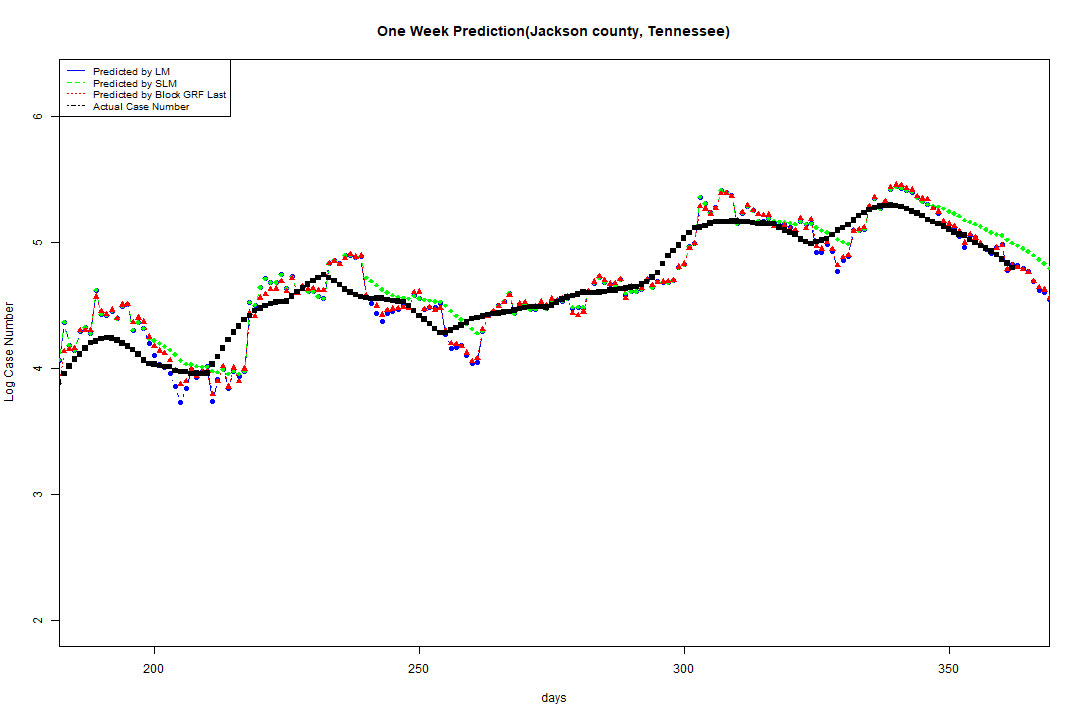 One Week Prediction(Jackson county, Tennessee)
Predicted by LM
Predicted by SLM
Predicted by Block GRF Last
Actual Case Number
6
5
4
3
2
Log Case Number
200 250 300 350
days